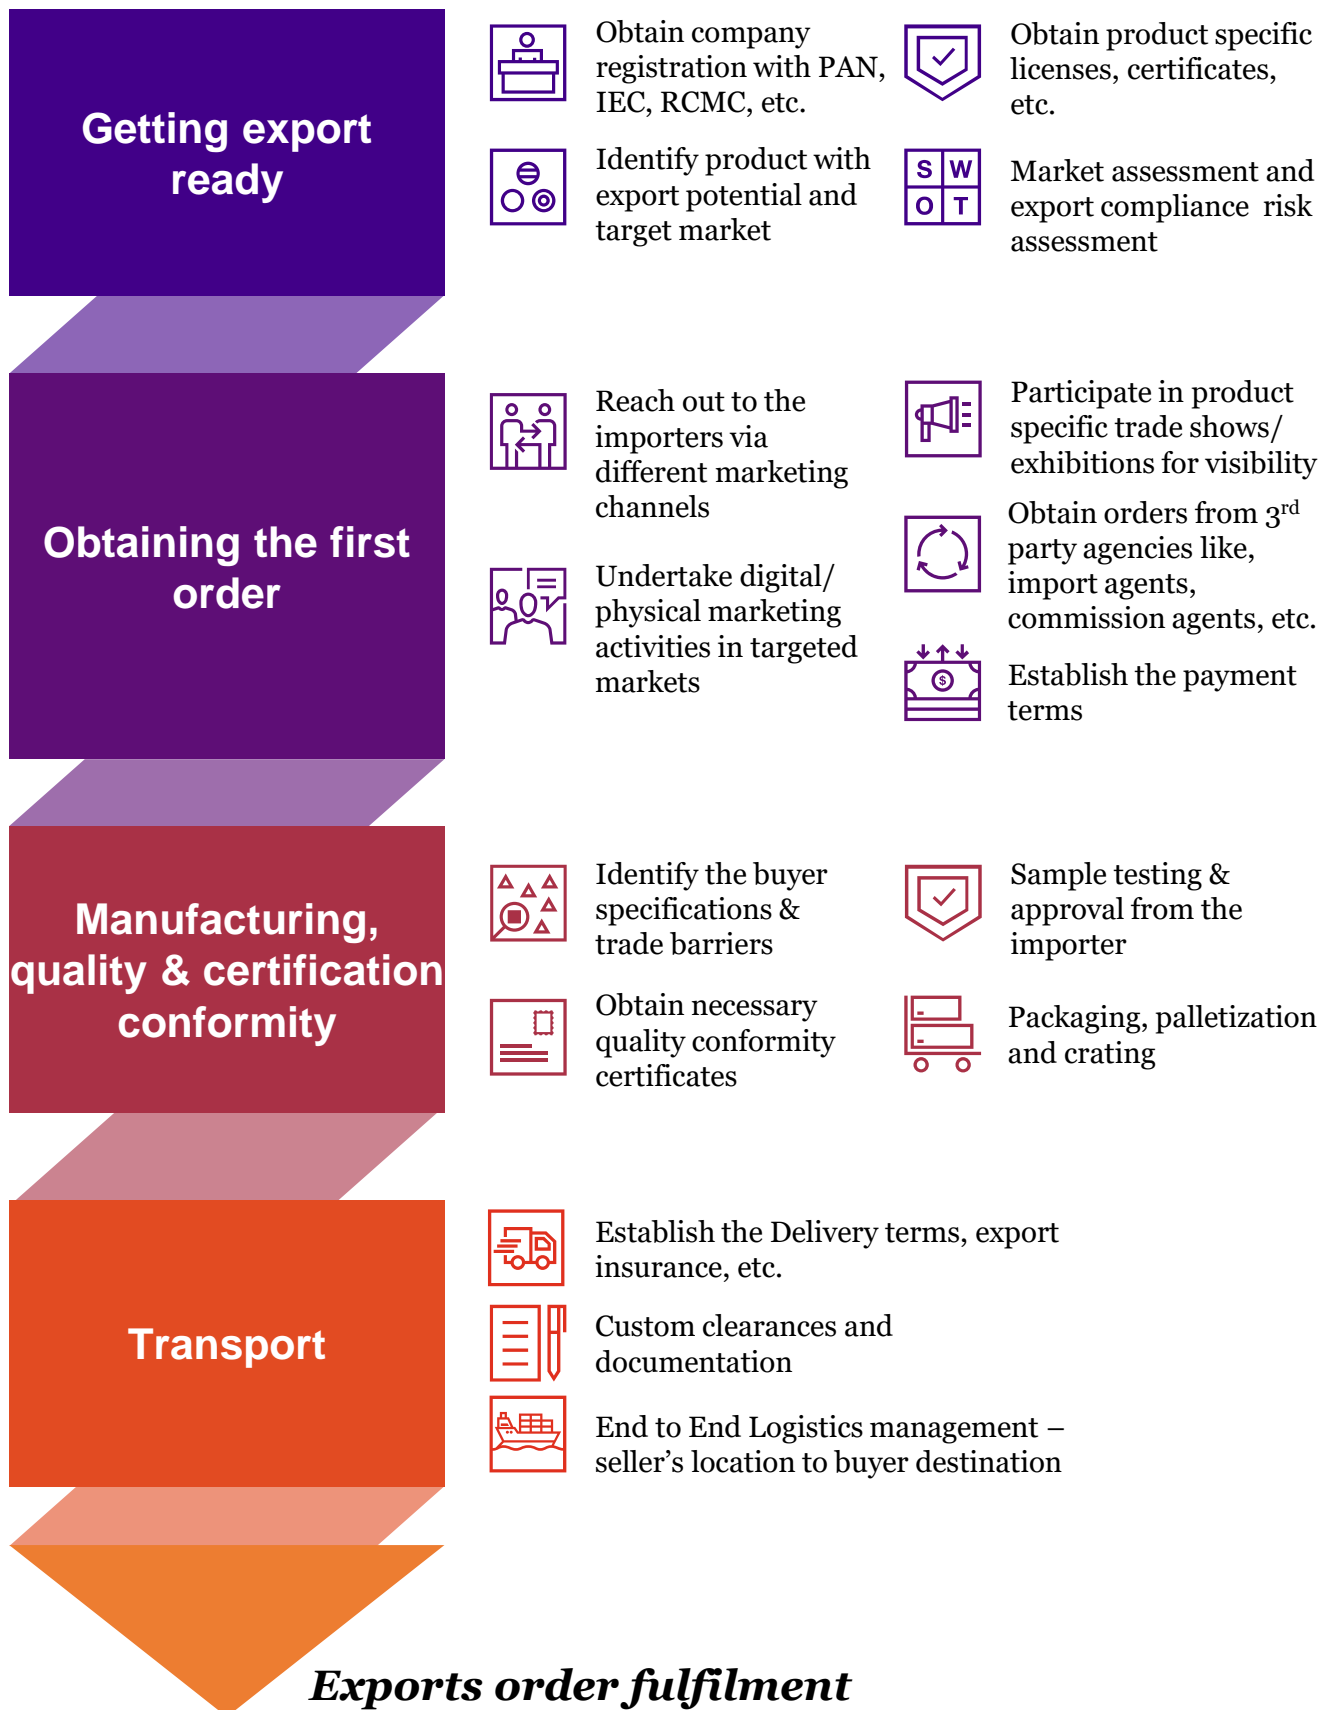 Getting export
ready
Obtain company
registration with PAN,
IEC, RCMC, etc.
Obtain product specific
licenses, certificates,
etc.
Identify product with
export potential and
target market
S W
O T
Market assessment and
export compliance risk
assessment
Obtaining the first
order
Reach out to the
importers via
different marketing
channels
Participate in product
specific trade shows/
exhibitions for visibility
Undertake digital/
physical marketing
activities in targeted
markets
Obtain orders from 3rd
party agencies like,
import agents,
commission agents, etc.
$
Establish the payment
terms
Manufacturing,
quality & certification
conformity
Identify the buyer
specifications &
trade barriers
Sample testing &
approval from the
importer
Obtain necessary
quality conformity
certificates
Packaging, palletization
and crating
Transport
Establish the Delivery terms, export
insurance, etc.
Custom clearances and
documentation
End to End Logistics management –
seller’s location to buyer destination
Exports order fulfilment